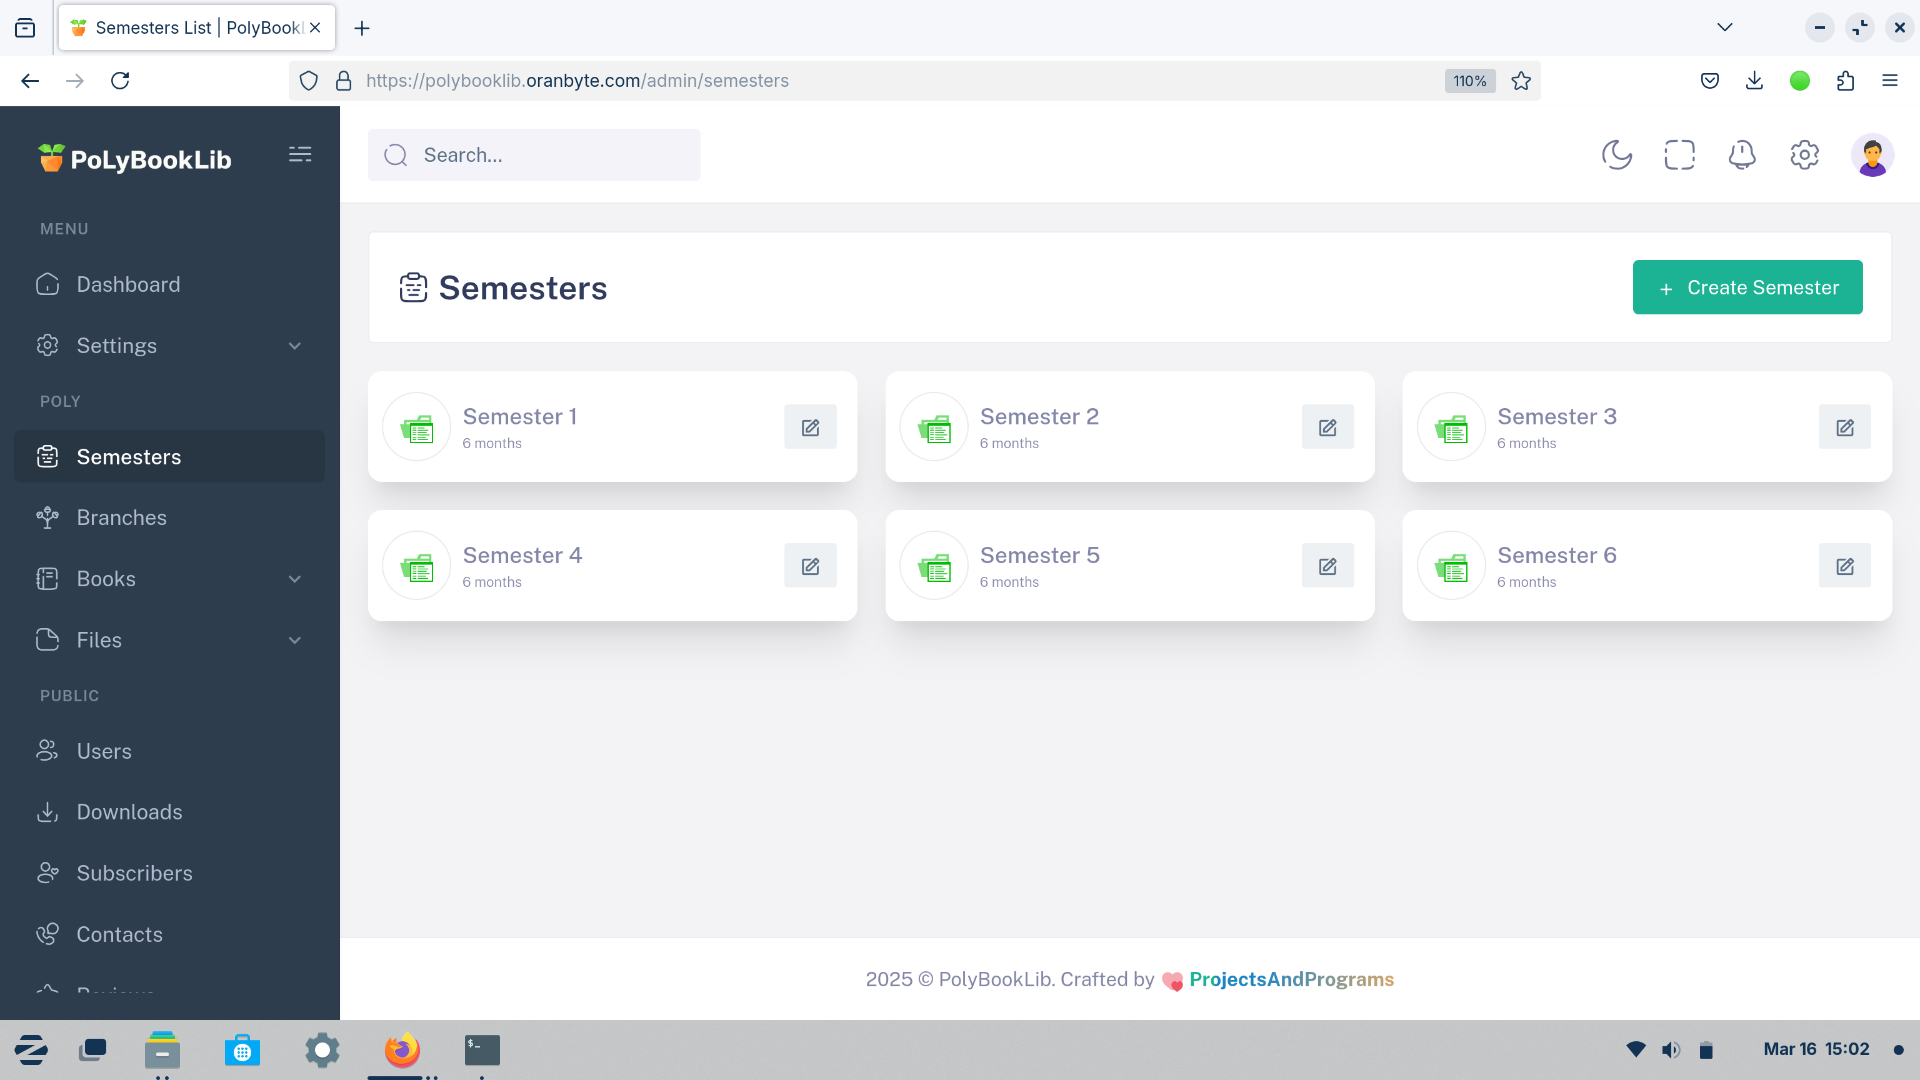 Semesters List | PolyBookL
https://polybooklib.oranbyte.com/admin/semesters
110%
PoLyBookLib
Search...
MENU
Dashboard
Settings
POLY
Semesters
Branches
Books
Files
PUBLIC
Users
Downloads
Subscribers
Contacts
Reviews
Semesters
+ Create Semester
Semester 1
6 months
Semester 2
6 months
Semester 3
6 months
Semester 4
6 months
Semester 5
6 months
Semester 6
6 months
2025 © PolyBookLib. Crafted by ProjectsAndPrograms
$-
Mar 16 15:02